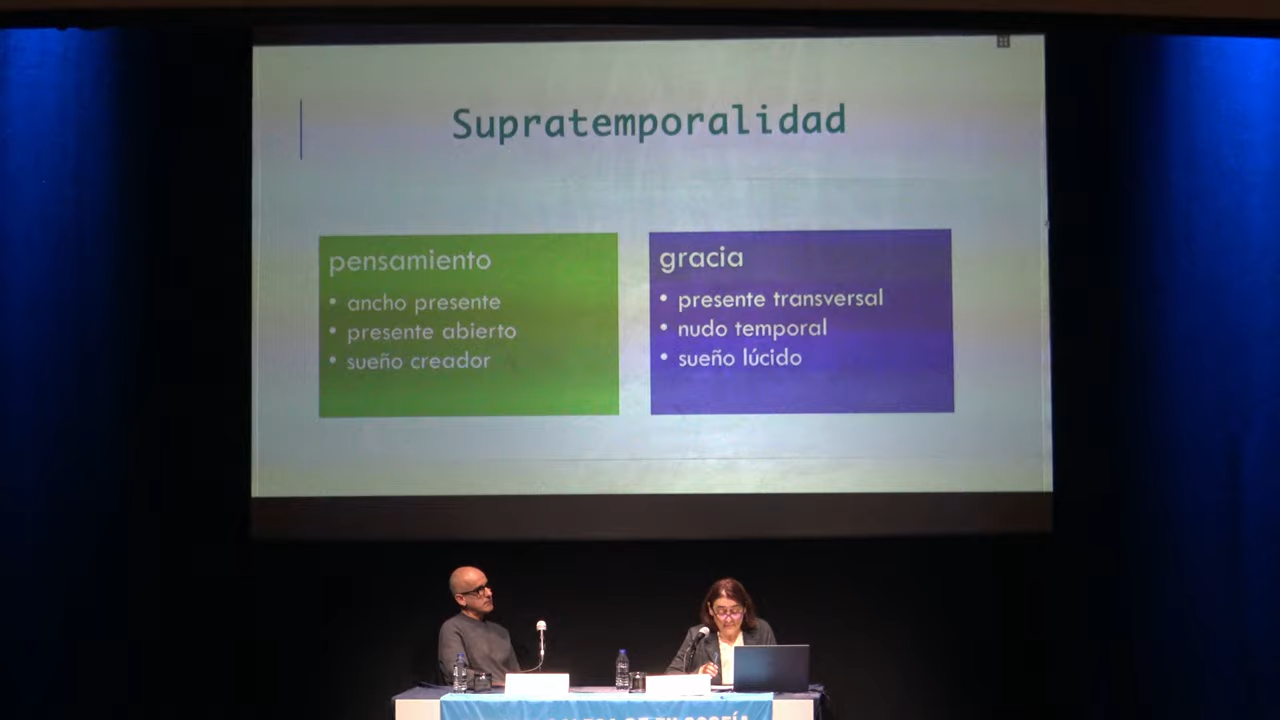 Supratemporalidad
pensamiento
• ancho presente
• presente abierto
• sueño creador
gracia
• presente transversal
• nudo temporal
• sueño lúcido